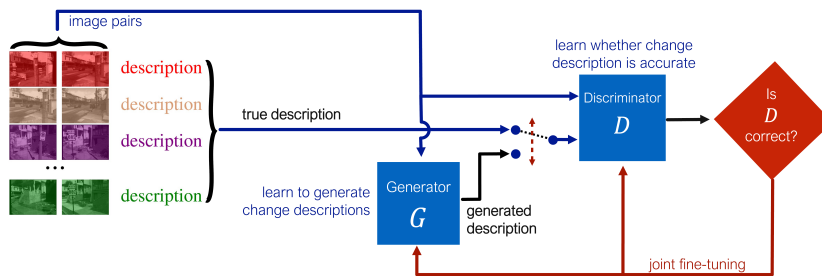 image pairs
description
description
description
...
description
true description
learn to generate
change descriptions
Generator
G
generated
description
learn whether change
description is accurate
Discriminator
D
Is
D
correct?
joint fine-tuning